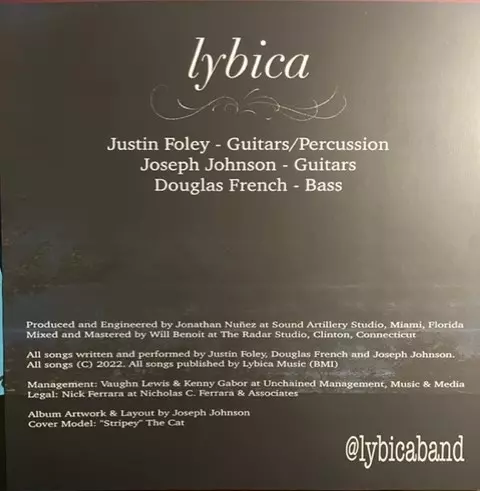 lybica
Justin Foley - Guitars/Percussion
Joseph Johnson - Guitars
Douglas French - Bass
Produced and Engineered by Jonathan Nuñez at Sound Artillery Studio, Miami, Florida
Mixed and Mastered by Will Benoit at The Radar Studio, Clinton, Connecticut
All songs written and performed by Justin Foley, Douglas French and Joseph Johnson.
All songs (C) 2022. All songs published by Lybica Music (BMI)
Management: Vaughn Lewis & Kenny Gabor at Unchained Management, Music & Media
Legal: Nick Ferrara at Nicholas C. Ferrara & Associates
Album Artwork & Layout by Joseph Johnson
Cover Model: "Stripey" The Cat
@lybicaband